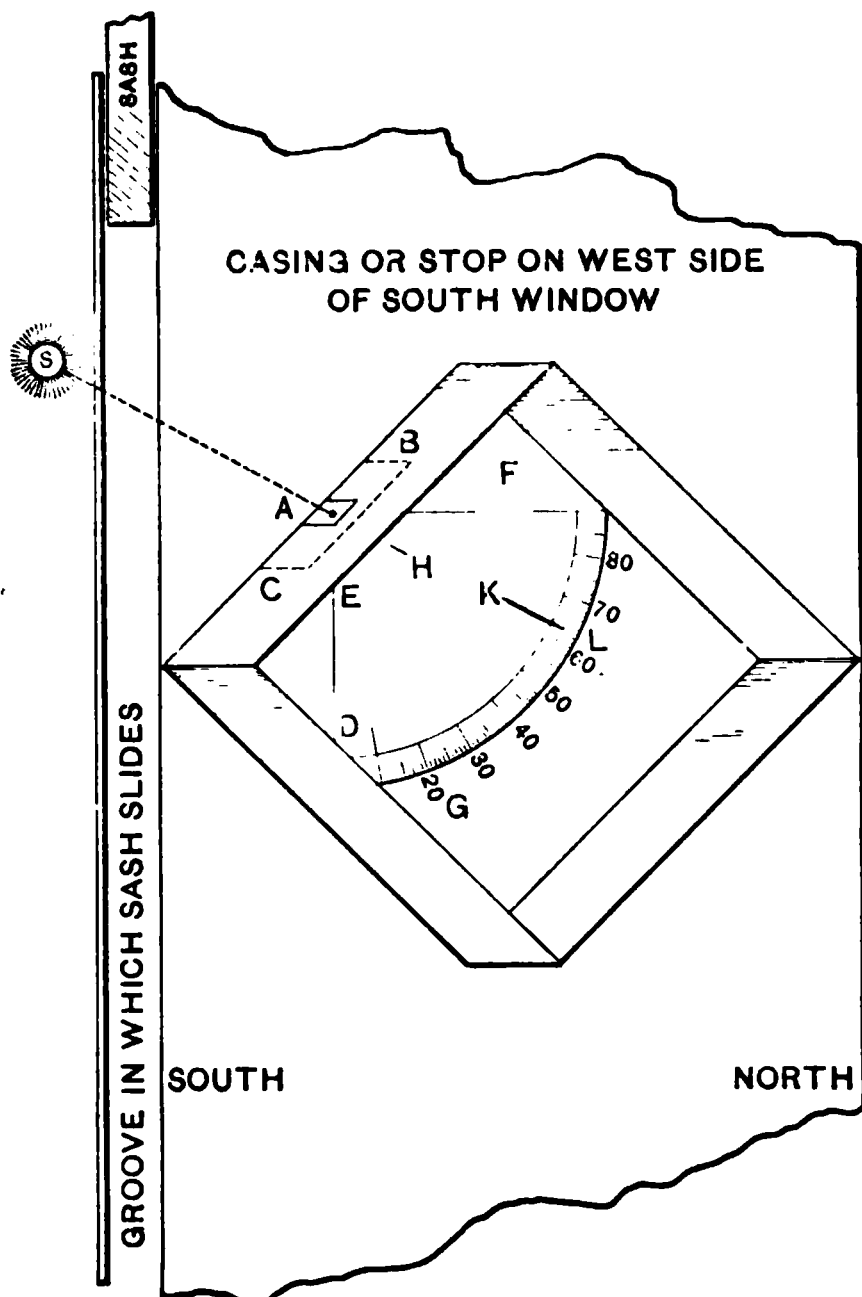 SASH
CASING OR STOP ON WEST SIDE
OF SOUTH WINDOW
S
B
F
A
H
80
C
E
K
70
L
60
50
D
40
30
20
G
GROOVE IN WHICH SASH SLIDES
SOUTH
NORTH